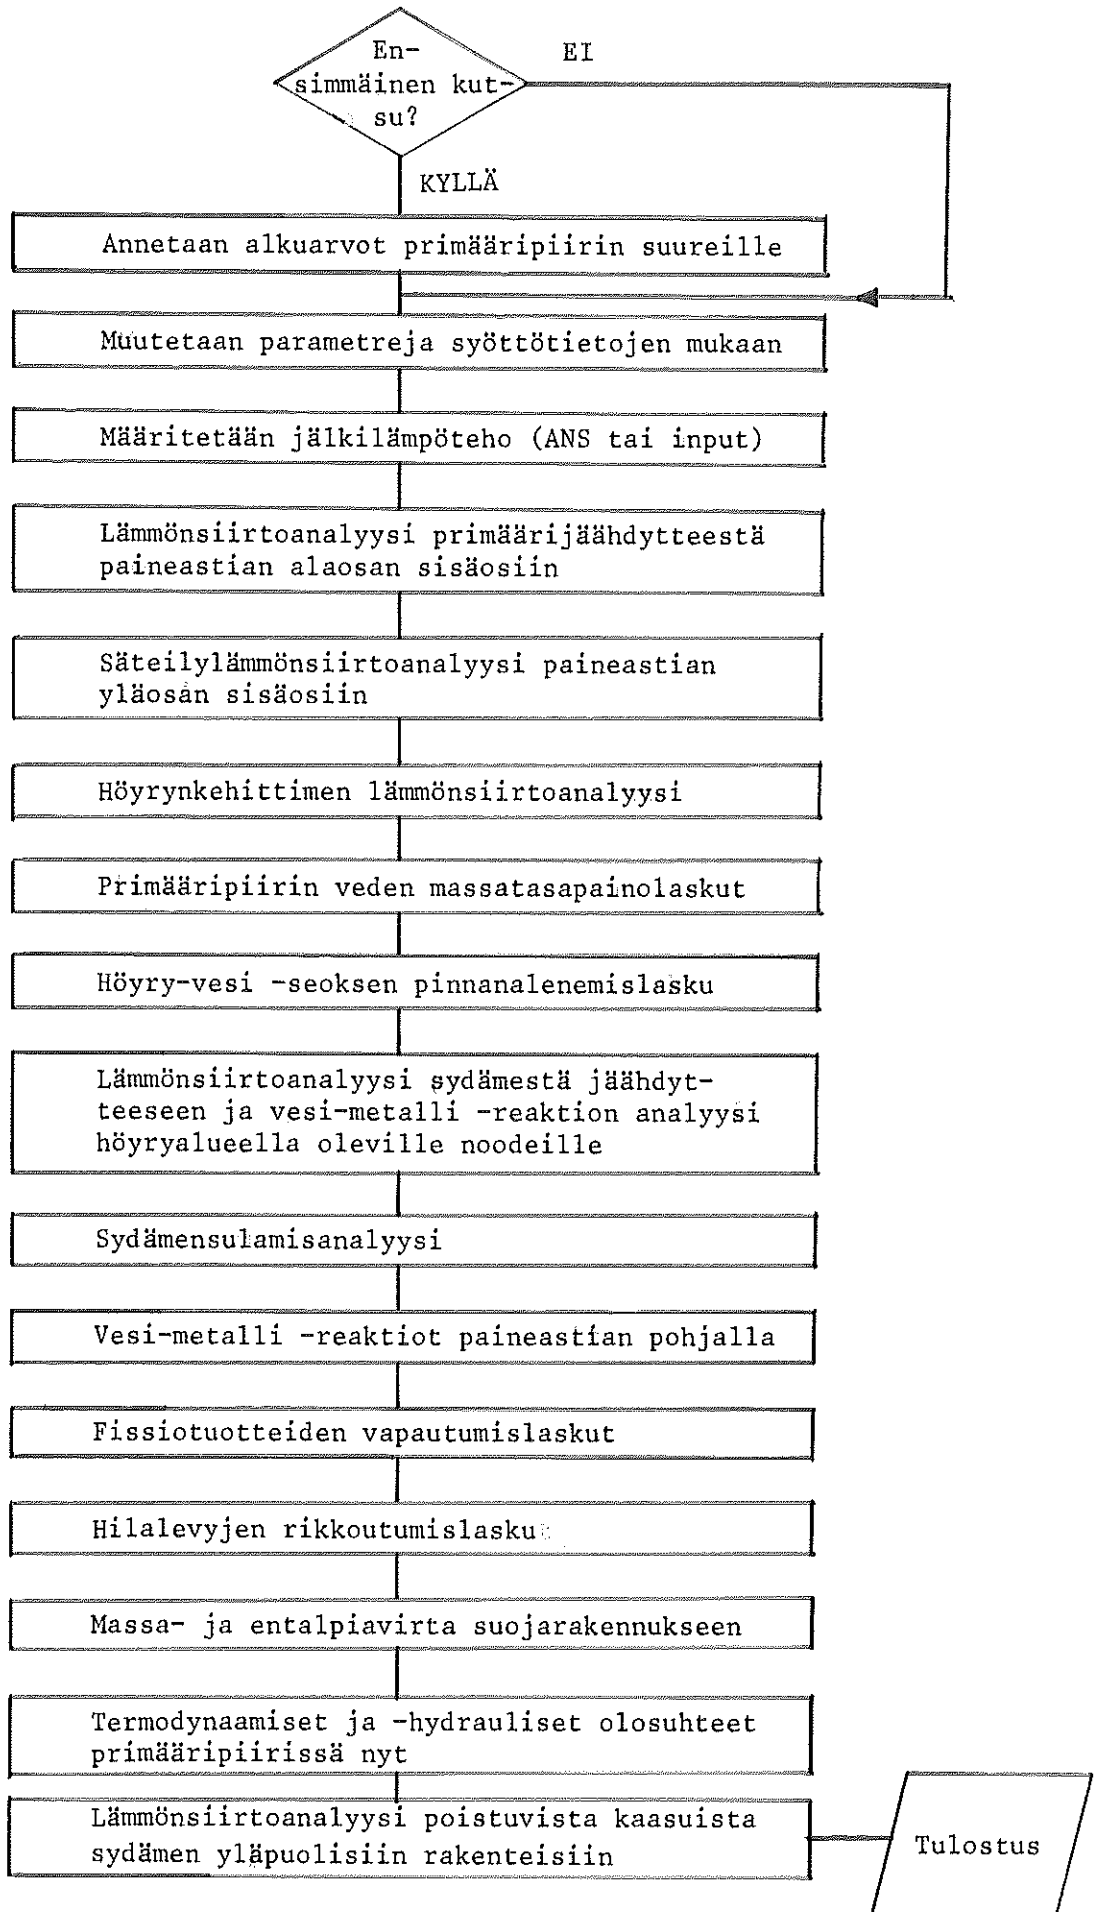 En-
simmäinen kut-
su?
EI
KYLLÄ
Annetaan alkuarvot primääripiirin suureille
Muutetaan parametreja syöttötietojen mukaan
Määritetään jälkilämpöteho (ANS tai input)
Lämmönsiirtoanalyysi primäärijäähdytteestä
paineastian alaosan sisäosiin
Säteilylämmönsiirtoanalyysi paineastian
yläosan sisäosiin
Höyrynkehittimen lämmönsiirtoanalyysi
Primääripiirin veden massatasapainolaskut
Höyry-vesi -seoksen pinnanalenemislasku
Lämmönsiirtoanalyysi sydämestä jäähdyt-
teeseen ja vesi-metalli -reaktion analyysi
höyryalueella oleville noodeille
Sydämensulamisanalyysi
Vesi-metalli -reaktiot paineastian pohjalla
Fissiotuotteiden vapautumislaskut
Hilalevyjen rikkoutumislasku
Massa- ja entalpiavirta suojarakennukseen
Termodynaamiset ja -hydrauliset olosuhteet
primääripiirissä nyt
Lämmönsiirtoanalyysi poistuvista kaasuista
sydämen yläpuolisiin rakenteisiin
Tulostus